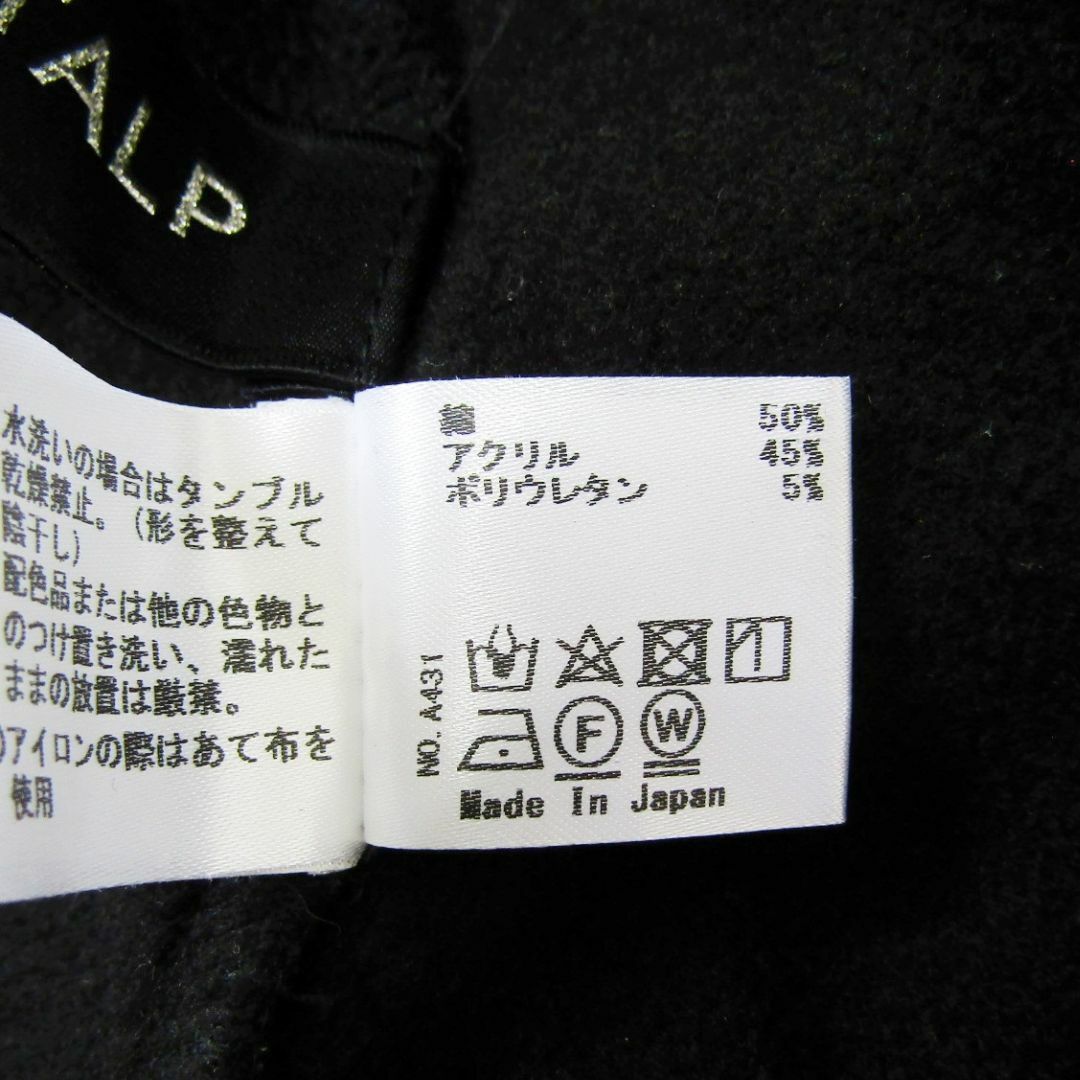 ALP
水洗いの場合はタンブル
乾燥禁止。(形を整えて
陰干し)
配色品または他の色物と
のつけ置き洗い、濡れた
ままの放置は厳禁。
アイロンの際はあて布を
使用
綿 50%
アクリル 45%
ポリウレタン 5%
NO. A431
F
W
Made In Japan